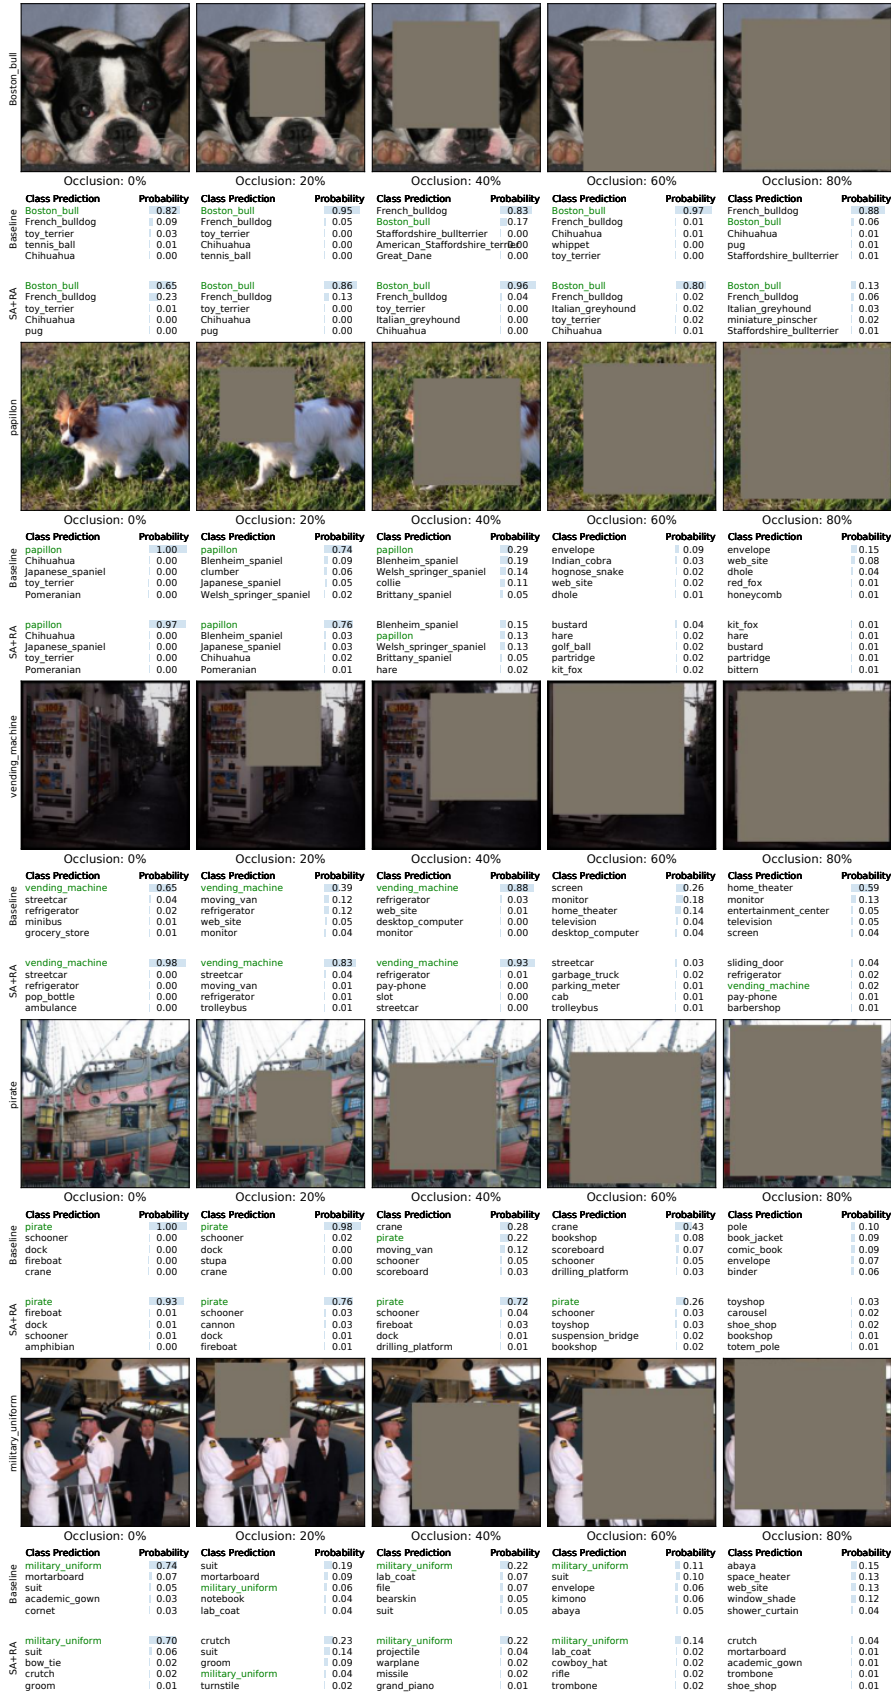 Boston_bull
Occlusion: 0% Occlusion: 20% Occlusion: 40% Occlusion: 60% Occlusion: 80%
Class Prediction Probability Class Prediction Probability Class Prediction Probability Class Prediction Probability Class Prediction Probability
Baseline
Boston_bull 0.82 Boston_bull 0.95 French_bulldog 0.83 Boston_bull 0.97 French_bulldog 0.88
French_bulldog 0.09 French_bulldog 0.05 Boston_bull 0.17 French_bulldog 0.01 Boston_bull 0.06
toy_terrier 0.03 toy_terrier 0.00 Staffordshire_bullterrier 0.00 Chihuahua 0.01 Chihuahua 0.01
tennis_ball 0.01 Chihuahua 0.00 American_Staffordshire_terrier 0.00 whippet 0.00 pug 0.01
Chihuahua 0.00 tennis_ball 0.00 Great_Dane 0.00 toy_terrier 0.00 Staffordshire_bullterrier 0.01
SA+RA
Boston_bull 0.65 Boston_bull 0.86 Boston_bull 0.96 Boston_bull 0.80 Boston_bull 0.13
French_bulldog 0.23 French_bulldog 0.13 French_bulldog 0.04 French_bulldog 0.02 French_bulldog 0.06
toy_terrier 0.01 toy_terrier 0.00 toy_terrier 0.00 Italian_greyhound 0.02 Italian_greyhound 0.03
Chihuahua 0.00 Chihuahua 0.00 Italian_greyhound 0.00 toy_terrier 0.02 miniature_pinscher 0.02
pug 0.00 pug 0.00 Chihuahua 0.00 Chihuahua 0.01 Staffordshire_bullterrier 0.01
papillon
Occlusion: 0% Occlusion: 20% Occlusion: 40% Occlusion: 60% Occlusion: 80%
Class Prediction Probability Class Prediction Probability Class Prediction Probability Class Prediction Probability Class Prediction Probability
Baseline
papillon 1.00 papillon 0.74 papillon 0.29 envelope 0.09 envelope 0.15
Chihuahua 0.00 Blenheim_spaniel 0.09 Blenheim_spaniel 0.19 Indian_cobra 0.03 web_site 0.08
Japanese_spaniel 0.00 clumber 0.06 Welsh_springer_spaniel 0.14 hognose_snake 0.02 dhole 0.04
toy_terrier 0.00 Japanese_spaniel 0.05 collie 0.11 web_site 0.02 red_fox 0.01
Pomeranian 0.00 Welsh_springer_spaniel 0.02 Brittany_spaniel 0.05 dhole 0.01 honeycomb 0.01
SA+RA
papillon 0.97 papillon 0.76 Blenheim_spaniel 0.15 bustard 0.04 kit_fox 0.01
Chihuahua 0.00 Blenheim_spaniel 0.03 papillon 0.13 hare 0.02 hare 0.01
Japanese_spaniel 0.00 Japanese_spaniel 0.03 Welsh_springer_spaniel 0.13 golf_ball 0.02 bustard 0.01
toy_terrier 0.00 Chihuahua 0.02 Brittany_spaniel 0.05 partridge 0.02 partridge 0.01
Pomeranian 0.00 Pomeranian 0.01 hare 0.02 kit_fox 0.02 bittern 0.01
vending_machine
Occlusion: 0% Occlusion: 20% Occlusion: 40% Occlusion: 60% Occlusion: 80%
Class Prediction Probability Class Prediction Probability Class Prediction Probability Class Prediction Probability Class Prediction Probability
Baseline
vending_machine 0.65 vending_machine 0.39 vending_machine 0.88 screen 0.26 home_theater 0.59
streetcar 0.04 moving_van 0.12 refrigerator 0.03 monitor 0.18 monitor 0.13
refrigerator 0.02 refrigerator 0.12 web_site 0.01 home_theater 0.14 entertainment_center 0.05
minibus 0.01 web_site 0.05 desktop_computer 0.00 television 0.04 television 0.05
grocery_store 0.01 monitor 0.04 monitor 0.00 desktop_computer 0.04 screen 0.04
SA+RA
vending_machine 0.98 vending_machine 0.83 vending_machine 0.93 streetcar 0.03 sliding_door 0.04
streetcar 0.00 streetcar 0.04 refrigerator 0.01 garbage_truck 0.02 refrigerator 0.02
refrigerator 0.00 moving_van 0.01 pay-phone 0.00 parking_meter 0.01 vending_machine 0.02
pop_bottle 0.00 refrigerator 0.01 slot 0.00 cab 0.01 pay-phone 0.01
ambulance 0.00 trolleybus 0.01 streetcar 0.00 trolleybus 0.01 barbershop 0.01
pirate
Occlusion: 0% Occlusion: 20% Occlusion: 40% Occlusion: 60% Occlusion: 80%
Class Prediction Probability Class Prediction Probability Class Prediction Probability Class Prediction Probability Class Prediction Probability
Baseline
pirate 1.00 pirate 0.98 crane 0.28 crane 0.43 pole 0.10
schooner 0.00 schooner 0.02 pirate 0.22 bookshop 0.08 book_jacket 0.09
dock 0.00 dock 0.00 moving_van 0.12 scoreboard 0.07 comic_book 0.09
fireboat 0.00 stupa 0.00 schooner 0.05 schooner 0.05 envelope 0.07
crane 0.00 crane 0.00 scoreboard 0.03 drilling_platform 0.03 binder 0.06
SA+RA
pirate 0.93 pirate 0.76 pirate 0.72 pirate 0.26 toyshop 0.03
fireboat 0.01 schooner 0.03 schooner 0.04 schooner 0.03 carousel 0.02
dock 0.01 cannon 0.03 fireboat 0.03 toyshop 0.03 shoe_shop 0.02
schooner 0.01 dock 0.01 dock 0.01 suspension_bridge 0.02 bookshop 0.01
amphibian 0.00 fireboat 0.01 drilling_platform 0.01 bookshop 0.02 totem_pole 0.01
military_uniform
Occlusion: 0% Occlusion: 20% Occlusion: 40% Occlusion: 60% Occlusion: 80%
Class Prediction Probability Class Prediction Probability Class Prediction Probability Class Prediction Probability Class Prediction Probability
Baseline
military_uniform 0.74 suit 0.19 military_uniform 0.22 military_uniform 0.11 abaya 0.15
mortarboard 0.07 mortarboard 0.09 lab_coat 0.07 suit 0.10 space_heater 0.13
suit 0.05 military_uniform 0.06 file 0.07 envelope 0.06 web_site 0.13
academic_gown 0.03 notebook 0.04 bearskin 0.05 kimono 0.06 window_shade 0.12
cornet 0.03 lab_coat 0.04 suit 0.05 abaya 0.05 shower_curtain 0.04
SA+RA
military_uniform 0.70 crutch 0.23 military_uniform 0.22 military_uniform 0.14 crutch 0.04
suit 0.06 suit 0.14 projectile 0.04 lab_coat 0.02 mortarboard 0.01
bow_tie 0.02 groom 0.09 warplane 0.02 cowboy_hat 0.02 academic_gown 0.01
crutch 0.02 military_uniform 0.04 missile 0.02 rifle 0.02 trombone 0.01
groom 0.01 turnstile 0.02 grand_piano 0.01 trombone 0.02 shoe_shop 0.01